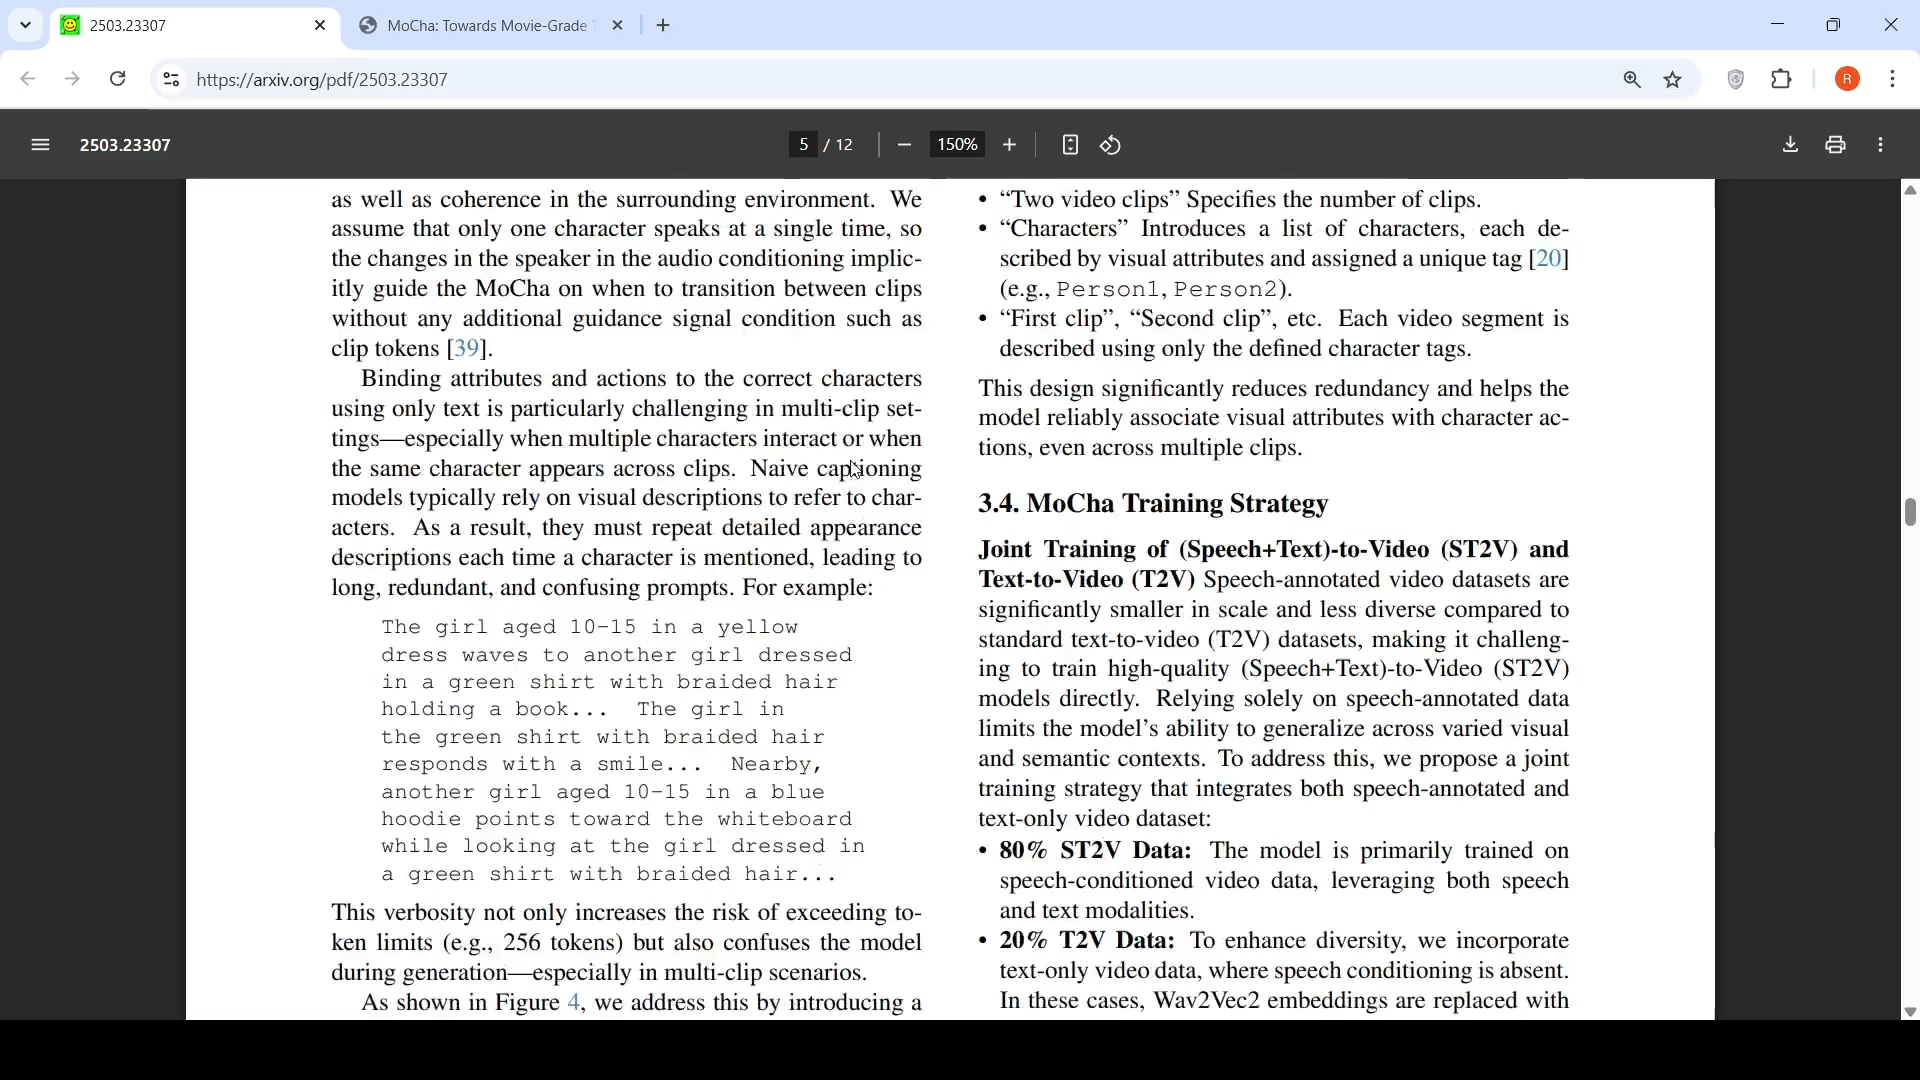 2503.23307
MoCha: Towards Movie-Grade
https://arxiv.org/pdf/2503.23307
R
2503.23307
5 / 12
150%
as well as coherence in the surrounding environment. We
assume that only one character speaks at a single time, so
the changes in the speaker in the audio conditioning implic-
itly guide the MoCha on when to transition between clips
without any additional guidance signal condition such as
clip tokens [39].
Binding attributes and actions to the correct characters
using only text is particularly challenging in multi-clip set-
tings—especially when multiple characters interact or when
the same character appears across clips. Naive captioning
models typically rely on visual descriptions to refer to char-
acters. As a result, they must repeat detailed appearance
descriptions each time a character is mentioned, leading to
long, redundant, and confusing prompts. For example:
The girl aged 10-15 in a yellow
dress waves to another girl dressed
in a green shirt with braided hair
holding a book... The girl in
the green shirt with braided hair
responds with a smile... Nearby,
another girl aged 10-15 in a blue
hoodie points toward the whiteboard
while looking at the girl dressed in
a green shirt with braided hair...
This verbosity not only increases the risk of exceeding to-
ken limits (e.g., 256 tokens) but also confuses the model
during generation—especially in multi-clip scenarios.
As shown in Figure 4, we address this by introducing a
• “Two video clips” Specifies the number of clips.
• “Characters” Introduces a list of characters, each de-
scribed by visual attributes and assigned a unique tag [20]
(e.g., Person1, Person2).
• “First clip”, “Second clip”, etc. Each video segment is
described using only the defined character tags.
This design significantly reduces redundancy and helps the
model reliably associate visual attributes with character ac-
tions, even across multiple clips.
3.4. MoCha Training Strategy
Joint Training of (Speech+Text)-to-Video (ST2V) and
Text-to-Video (T2V) Speech-annotated video datasets are
significantly smaller in scale and less diverse compared to
standard text-to-video (T2V) datasets, making it challeng-
ing to train high-quality (Speech+Text)-to-Video (ST2V)
models directly. Relying solely on speech-annotated data
limits the model’s ability to generalize across varied visual
and semantic contexts. To address this, we propose a joint
training strategy that integrates both speech-annotated and
text-only video dataset:
• 80% ST2V Data: The model is primarily trained on
speech-conditioned video data, leveraging both speech
and text modalities.
• 20% T2V Data: To enhance diversity, we incorporate
text-only video data, where speech conditioning is absent.
In these cases, Wav2Vec2 embeddings are replaced with